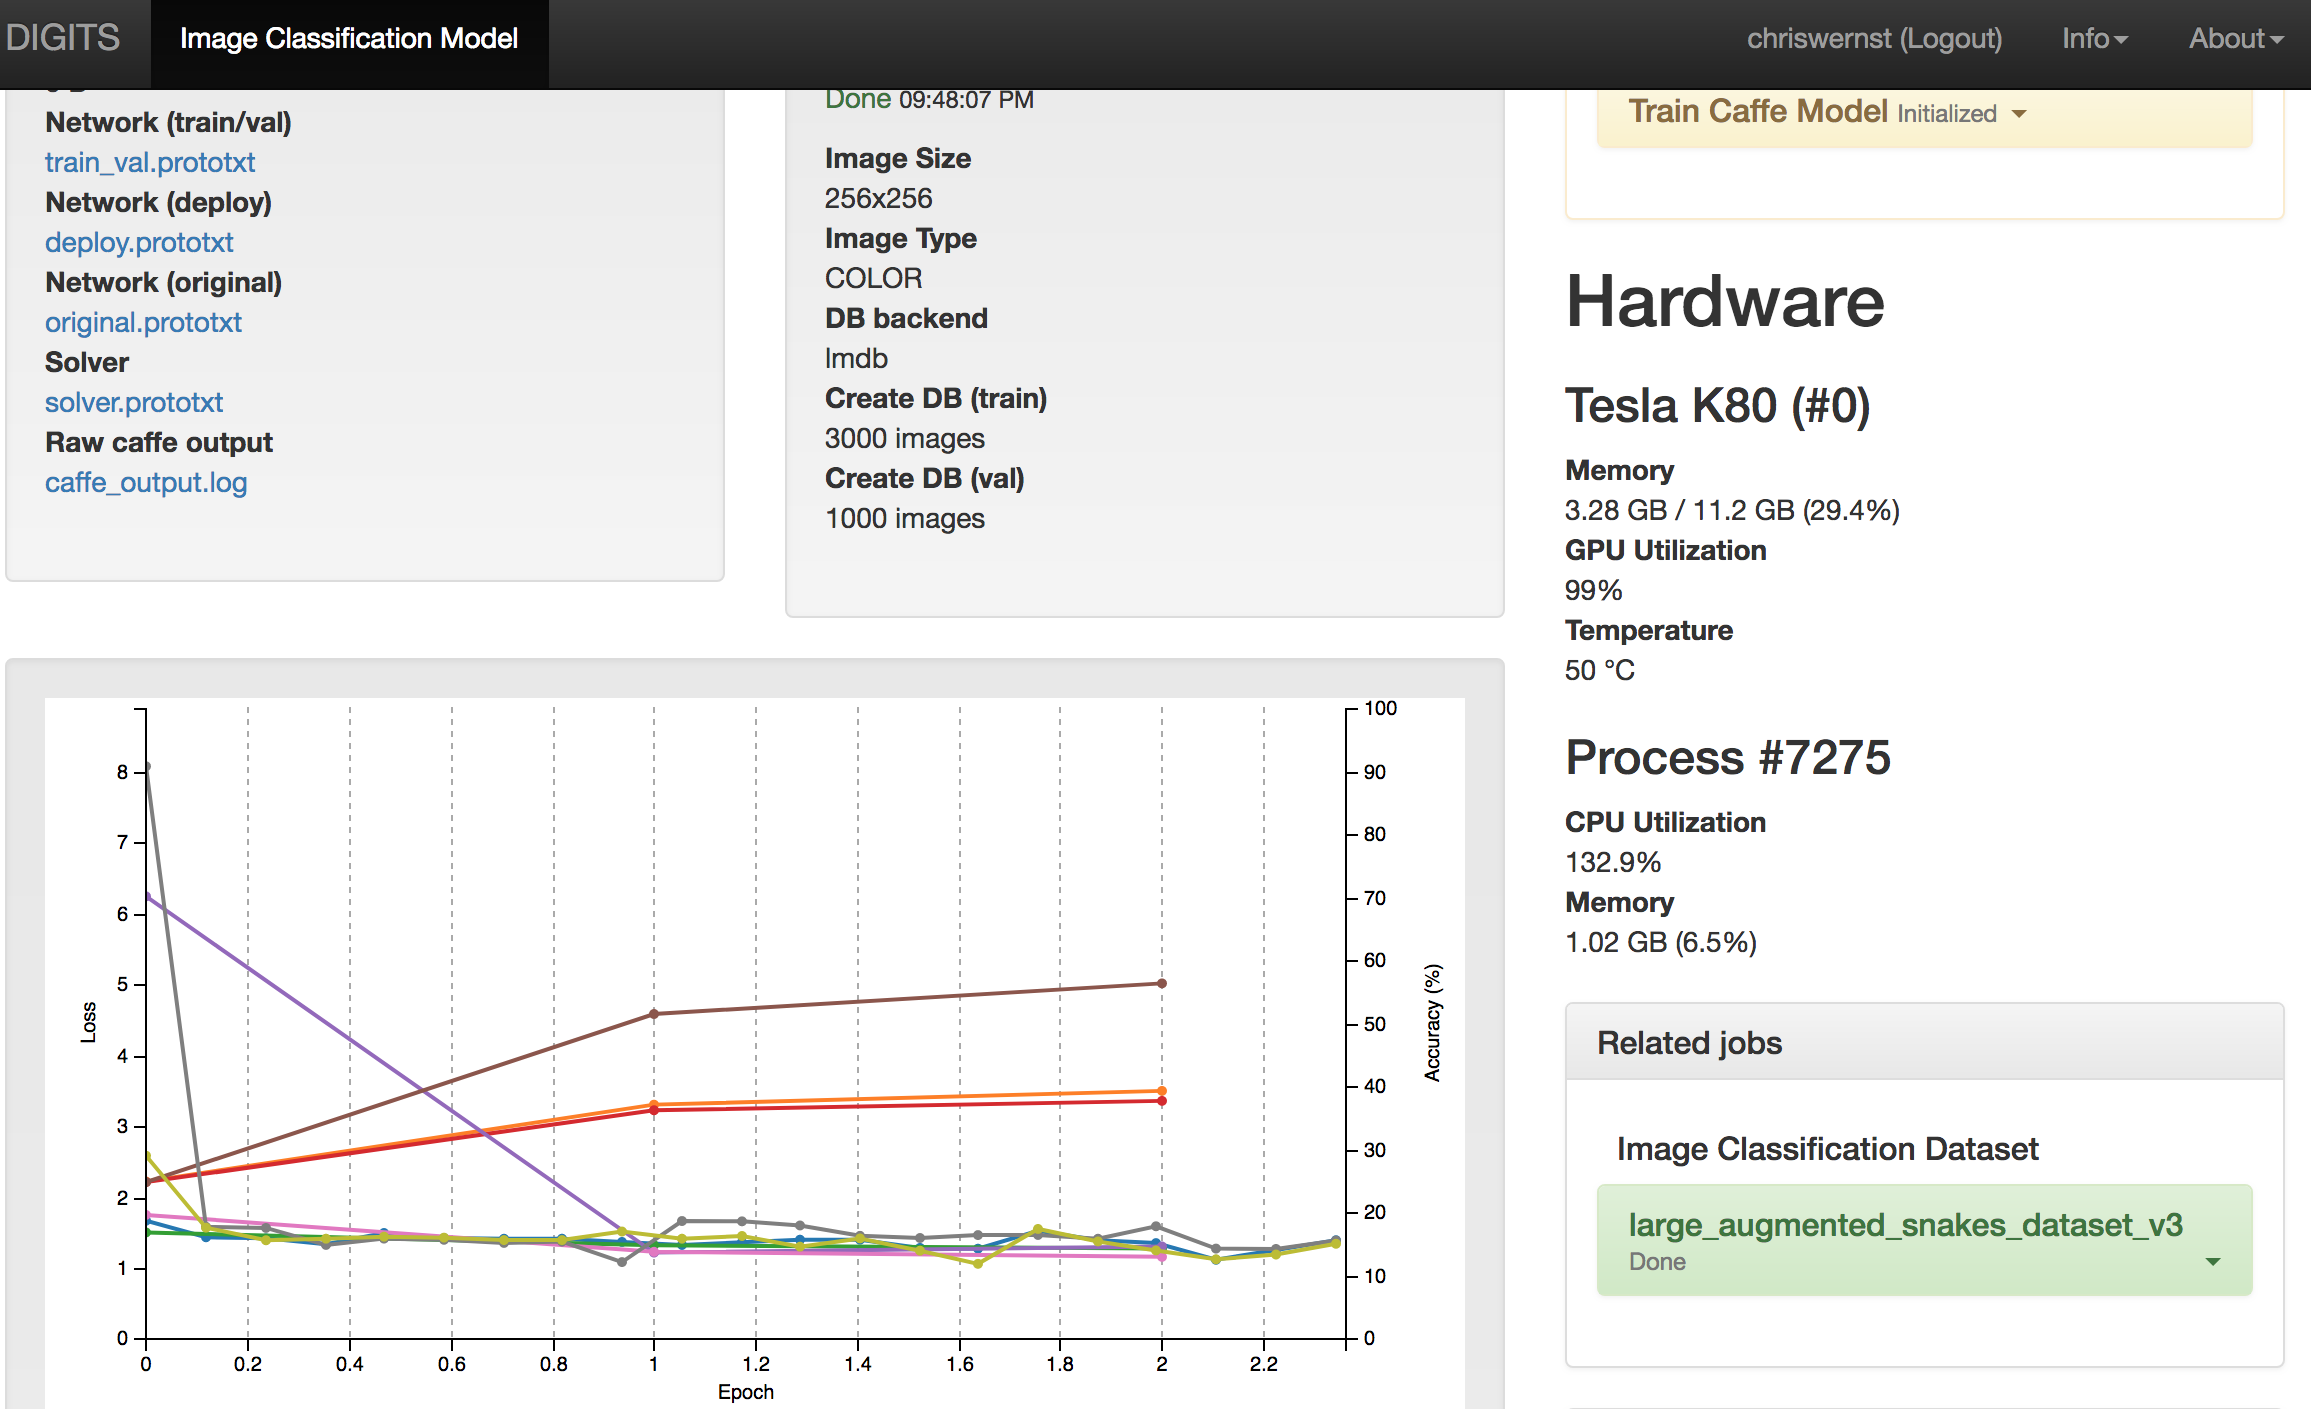 DIGITS
Image Classification Model
chriswernst (Logout)
Info
About
Network (train/val)
train_val.prototxt
Network (deploy)
deploy.prototxt
Network (original)
original.prototxt
Solver
solver.prototxt
Raw caffe output
caffe_output.log
Done 09:48:07 PM
Image Size
256x256
Image Type
COLOR
DB backend
lmdb
Create DB (train)
3000 images
Create DB (val)
1000 images
Train Caffe Model Initialized
Hardware
Tesla K80 (#0)
Memory
3.28 GB / 11.2 GB (29.4%)
GPU Utilization
99%
Temperature
50 °C
Process #7275
CPU Utilization
132.9%
Memory
1.02 GB (6.5%)
Related jobs
Image Classification Dataset
large_augmented_snakes_dataset_v3
Done
8
7
6
5
4
3
2
1
0
Loss
100
90
80
70
60
50
40
30
20
10
0
Accuracy (%)
0 0.2 0.4 0.6 0.8 1 1.2 1.4 1.6 1.8 2 2.2
Epoch